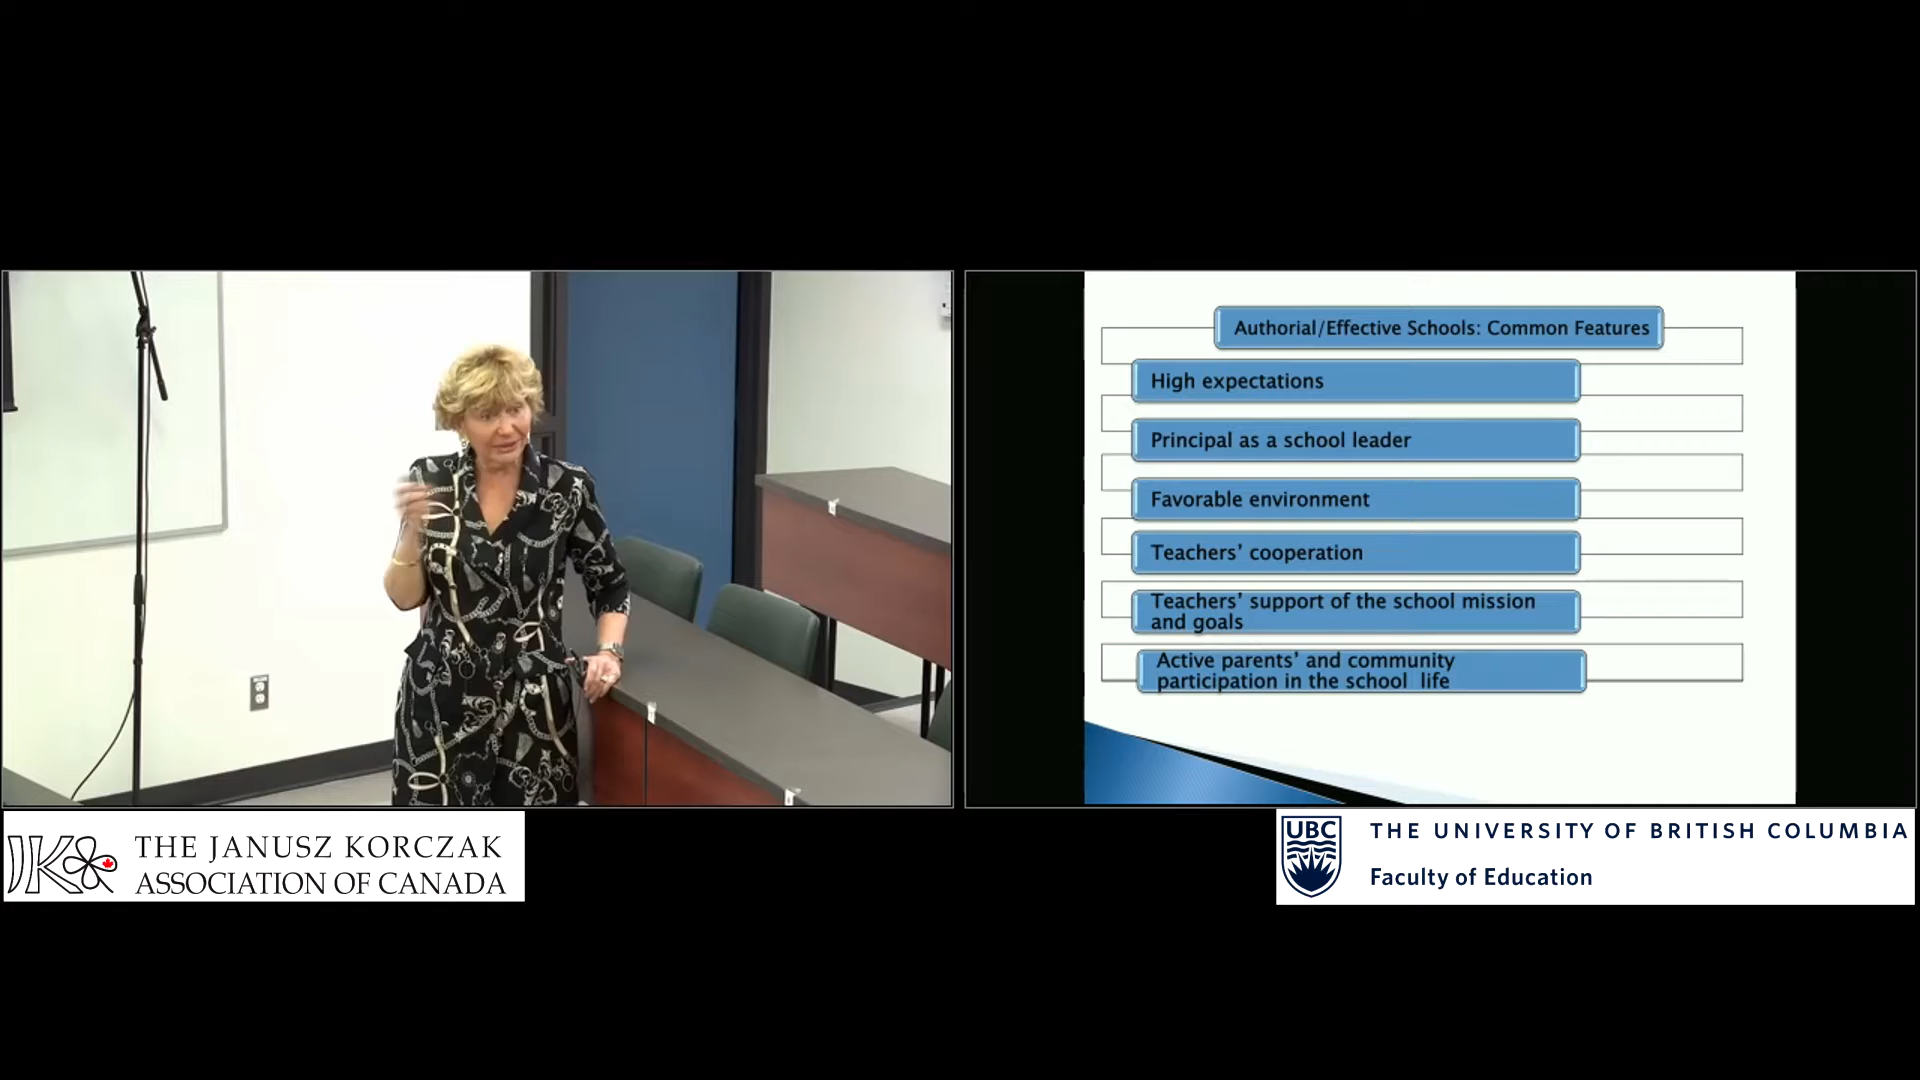 Authorial/Effective Schools: Common Features
High expectations
Principal as a school leader
Favorable environment
Teachers' cooperation
Teachers' support of the school mission
and goals
Active parents' and community
participation in the school life
JK
THE JANUSZ KORCZAK
ASSOCIATION OF CANADA
UBC
THE UNIVERSITY OF BRITISH COLUMBIA
Faculty of Education